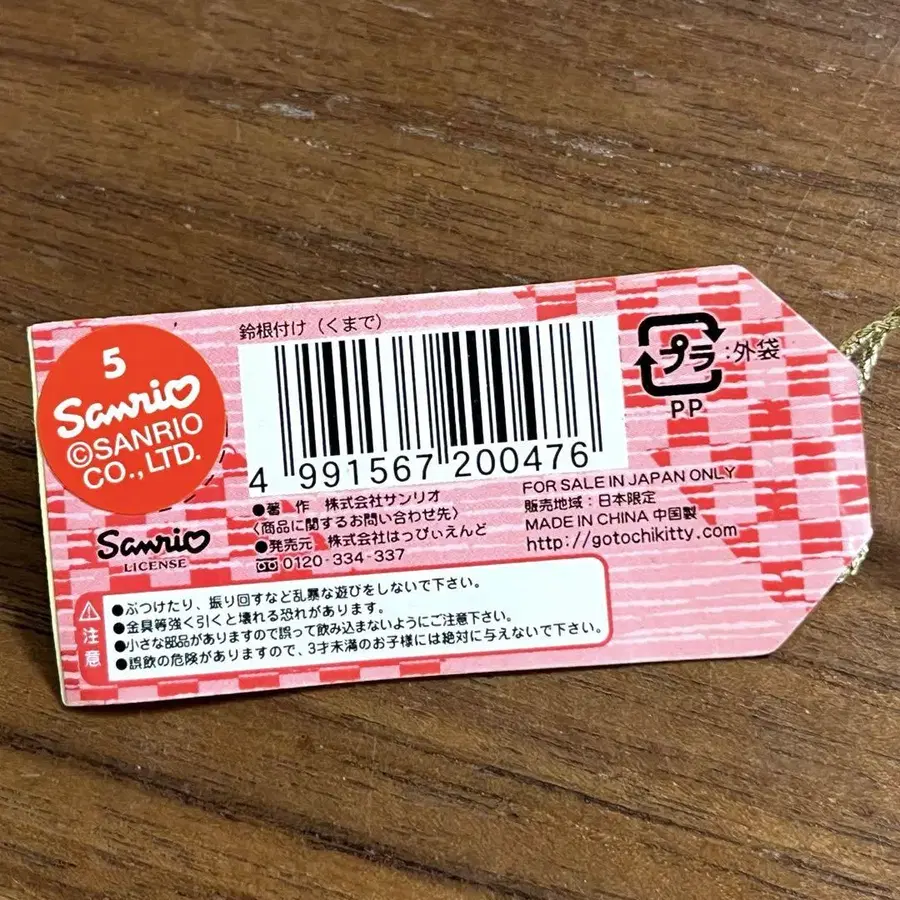 鈴根付け（くまで）
5
Sanrio
©SANRIO
CO.,LTD.
4 991567 200476
プラ:外袋
PP
●著 作 株式会社サンリオ
〈商品に関するお問い合わせ先〉
●発売元 株式会社はっぴぃえんど
0120-334-337
FOR SALE IN JAPAN ONLY
販売地域：日本限定
MADE IN CHINA 中国製
http://gotochikitty.com
Sanrio
LICENSE
注意
●ぶつけたり、振り回すなど乱暴な遊びをしないで下さい。
●金具等強く引くと壊れる恐れがあります。
●小さな部品がありますので誤って飲み込まないようにご注意下さい。
●誤飲の危険がありますので、3才未満のお子様には絶対に与えないで下さい。